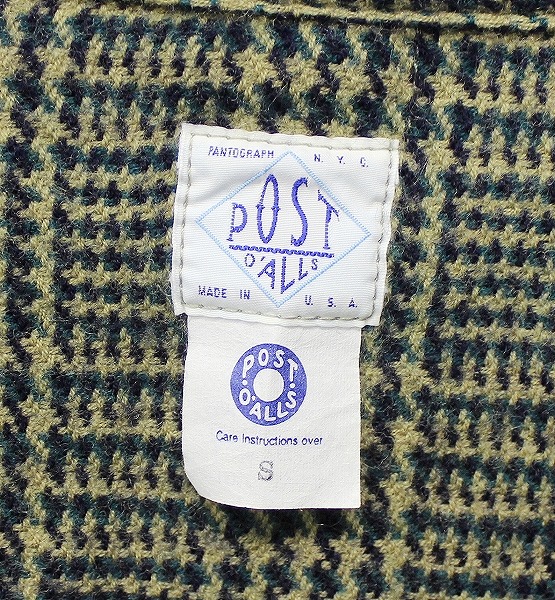 PANTOGRAPH N. Y. C.
POST
O'ALLS
MADE IN U. S. A.
POST
O'ALLS
Care Instructions over
S